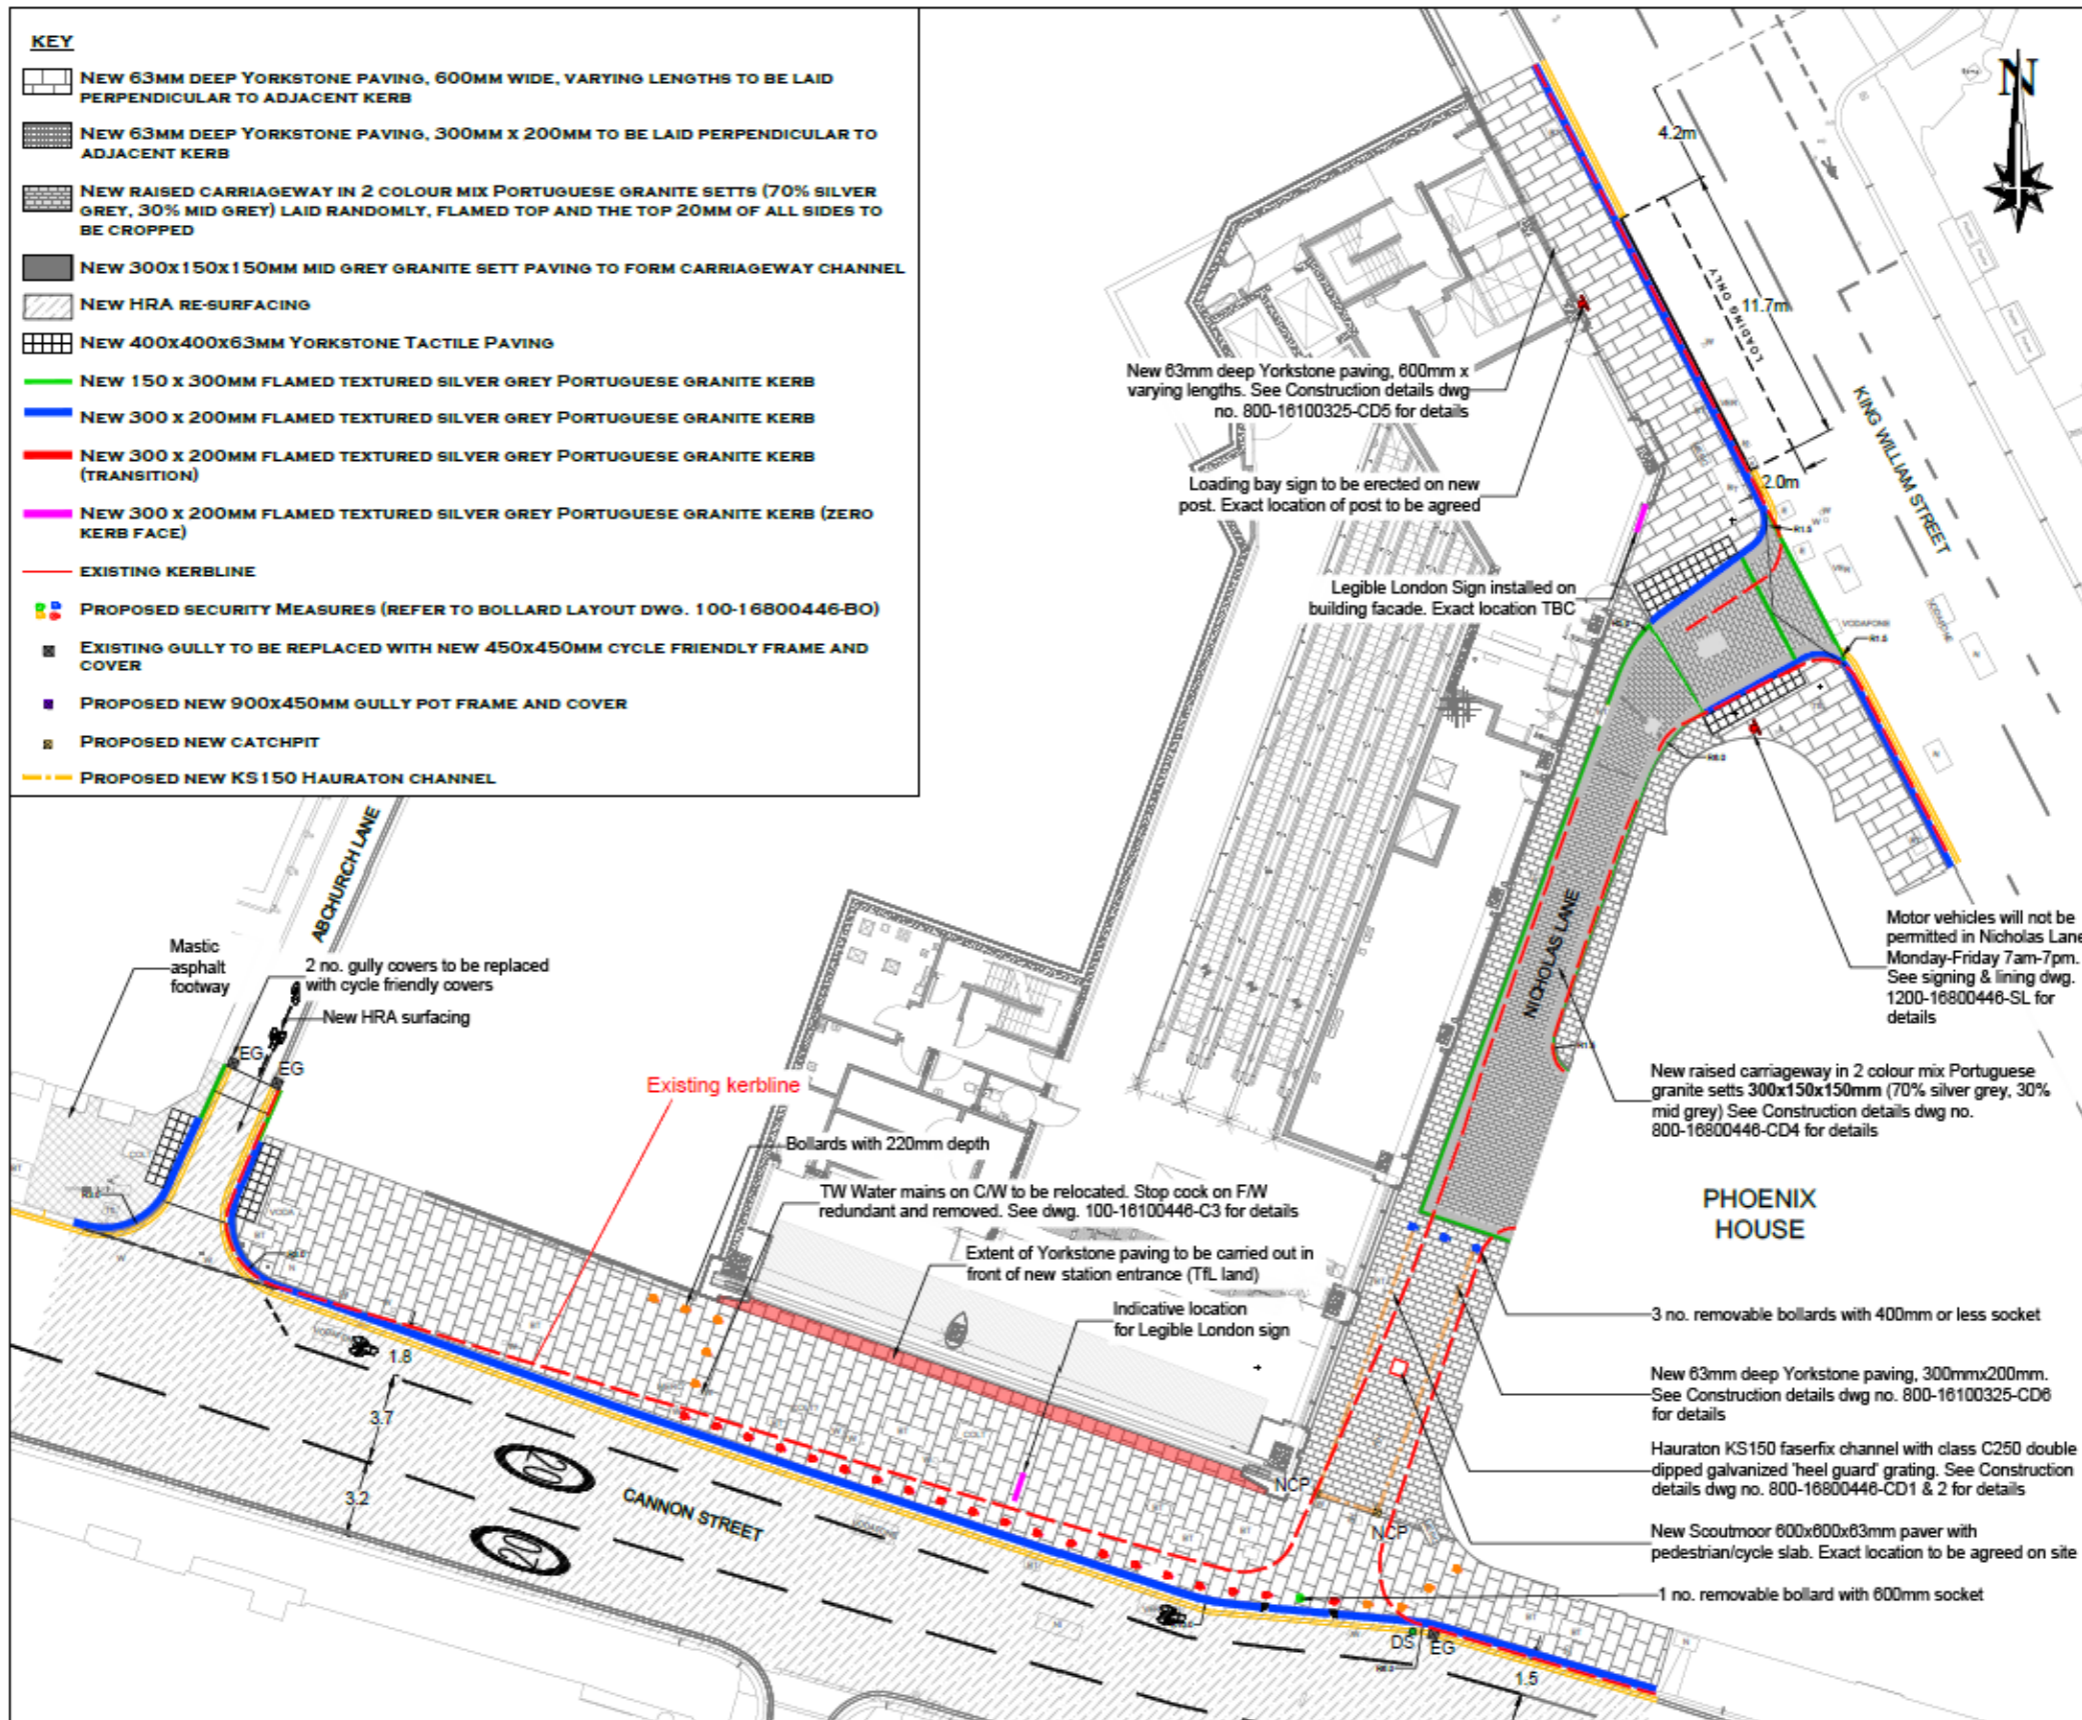 KEY
NEW 63MM DEEP YORKSTONE PAVING, 600MM WIDE, VARYING LENGTHS TO BE LAID
PERPENDICULAR TO ADJACENT KERB
NEW 63MM DEEP YORKSTONE PAVING, 300MM X 200MM TO BE LAID PERPENDICULAR TO
ADJACENT KERB
NEW RAISED CARRIAGEWAY IN 2 COLOUR MIX PORTUGUESE GRANITE SETTS (70% SILVER
GREY, 30% MID GREY) LAID RANDOMLY, FLAMED TOP AND THE TOP 20MM OF ALL SIDES TO
BE CROPPED
NEW 300X150X150MM MID GREY GRANITE SETT PAVING TO FORM CARRIAGEWAY CHANNEL
NEW HRA RE-SURFACING
NEW 400X400X63MM YORKSTONE TACTILE PAVING
NEW 150 X 300MM FLAMED TEXTURED SILVER GREY PORTUGUESE GRANITE KERB
NEW 300 X 200MM FLAMED TEXTURED SILVER GREY PORTUGUESE GRANITE KERB
NEW 300 X 200MM FLAMED TEXTURED SILVER GREY PORTUGUESE GRANITE KERB
(TRANSITION)
NEW 300 X 200MM FLAMED TEXTURED SILVER GREY PORTUGUESE GRANITE KERB (ZERO
KERB FACE)
EXISTING KERBLINE
PROPOSED SECURITY MEASURES (REFER TO BOLLARD LAYOUT DWG. 100-16800446-BO)
EXISTING GULLY TO BE REPLACED WITH NEW 450X450MM CYCLE FRIENDLY FRAME AND
COVER
PROPOSED NEW 900X450MM GULLY POT FRAME AND COVER
PROPOSED NEW CATCHPIT
PROPOSED NEW KS150 HAURATON CHANNEL
N
4.2m
LOADING ONLY
11.7m
KING WILLIAM STREET
2.0m
New 63mm deep Yorkstone paving, 600mm x
varying lengths. See Construction details dwg
no. 800-16100325-CD5 for details
Loading bay sign to be erected on new
post. Exact location of post to be agreed
Legible London Sign installed on
building facade. Exact location TBC
VODAFONE
Motor vehicles will not be
permitted in Nicholas Lane
Monday-Friday 7am-7pm.
See signing & lining dwg.
1200-16800446-SL for
details
NICHOLAS LANE
New raised carriageway in 2 colour mix Portuguese
granite setts 300x150x150mm (70% silver grey, 30%
mid grey) See Construction details dwg no.
800-16800446-CD4 for details
PHOENIX
HOUSE
ABCHURCH LANE
Mastic
asphalt
footway
2 no. gully covers to be replaced
with cycle friendly covers
New HRA surfacing
EG
EG
Existing kerbline
Bollards with 220mm depth
TW Water mains on C/W to be relocated. Stop cock on F/W
redundant and removed. See dwg. 100-16100446-C3 for details
Extent of Yorkstone paving to be carried out in
front of new station entrance (TfL land)
Indicative location
for Legible London sign
3 no. removable bollards with 400mm or less socket
New 63mm deep Yorkstone paving, 300mmx200mm.
See Construction details dwg no. 800-16100325-CD6
for details
Hauraton KS150 faserfix channel with class C250 double
dipped galvanized 'heel guard' grating. See Construction
details dwg no. 800-16800446-CD1 & 2 for details
New Scoutmoor 600x600x63mm paver with
pedestrian/cycle slab. Exact location to be agreed on site
1 no. removable bollard with 600mm socket
1.8
3.7
3.2
20
20
CANNON STREET
NCP
NCP
DS
EG
1.5